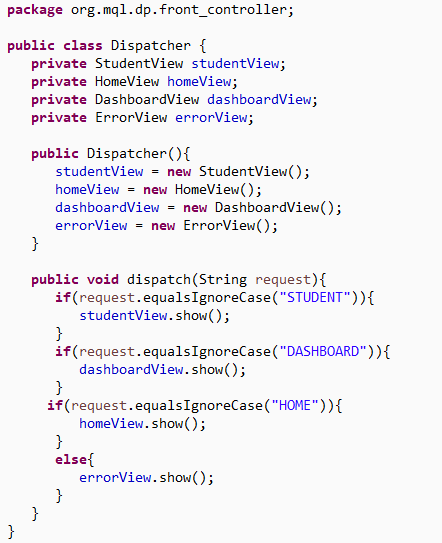 package org.mql.dp.front_controller;

public class Dispatcher {
   private StudentView studentView;
   private HomeView homeView;
   private DashboardView dashboardView;
   private ErrorView errorView;

   public Dispatcher(){
      studentView = new StudentView();
      homeView = new HomeView();
      dashboardView = new DashboardView();
      errorView = new ErrorView();
   }

   public void dispatch(String request){
      if(request.equalsIgnoreCase("STUDENT")){
         studentView.show();
      }
      if(request.equalsIgnoreCase("DASHBOARD")){
         dashboardView.show();
      }
     if(request.equalsIgnoreCase("HOME")){
         homeView.show();
      }
      else{
         errorView.show();
      }
   }
}